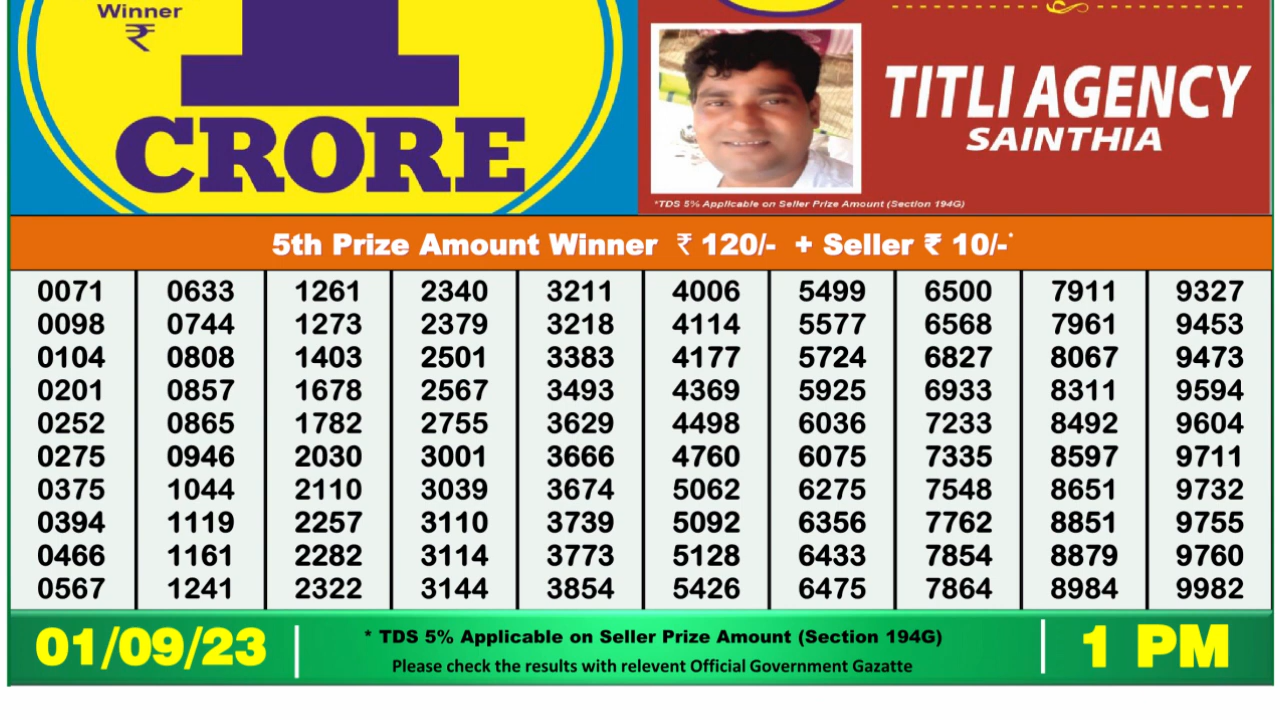 Winner
₹
1
CRORE
TITLI AGENCY
SAINTHIA
*TDS 5% Applicable on Seller Prize Amount (Section 194G)
5th Prize Amount Winner ₹ 120/- + Seller ₹ 10/-*
0071 0633 1261 2340 3211 4006 5499 6500 7911 9327
0098 0744 1273 2379 3218 4114 5577 6568 7961 9453
0104 0808 1403 2501 3383 4177 5724 6827 8067 9473
0201 0857 1678 2567 3493 4369 5925 6933 8311 9594
0252 0865 1782 2755 3629 4498 6036 7233 8492 9604
0275 0946 2030 3001 3666 4760 6075 7335 8597 9711
0375 1044 2110 3039 3674 5062 6275 7548 8651 9732
0394 1119 2257 3110 3739 5092 6356 7762 8851 9755
0466 1161 2282 3114 3773 5128 6433 7854 8879 9760
0567 1241 2322 3144 3854 5426 6475 7864 8984 9982
01/09/23
* TDS 5% Applicable on Seller Prize Amount (Section 194G)
Please check the results with relevent Official Government Gazatte
1 PM